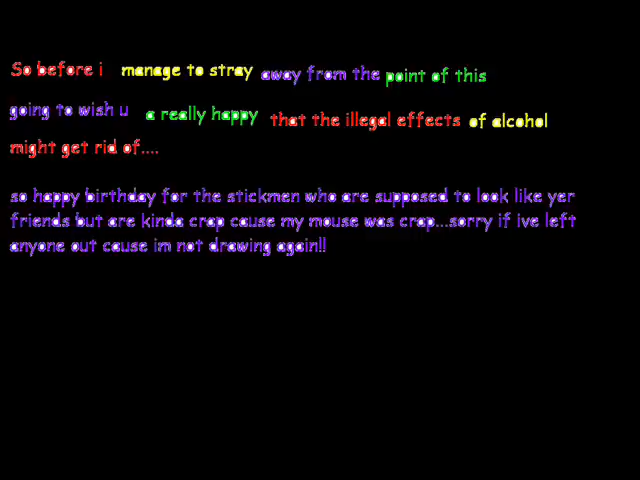 So before i manage to stray away from the point of this
going to wish u a really happy that the illegal effects of alcohol
might get rid of....
so happy birthday for the stickmen who are supposed to look like yer
friends but are kinda crap cause my mouse was crap...sorry if ive left
anyone out cause im not drawing again!!